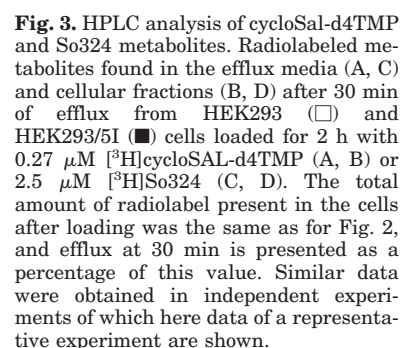 Fig. 3. HPLC analysis of cycloSal-d4TMP
and So324 metabolites. Radiolabeled me-
tabolites found in the efflux media (A, C)
and cellular fractions (B, D) after 30 min
of efflux from HEK293 (□) and
HEK293/5I (■) cells loaded for 2 h with
0.27 μM [³H]cycloSAL-d4TMP (A, B) or
2.5 μM [³H]So324 (C, D). The total
amount of radiolabel present in the cells
after loading was the same as for Fig. 2,
and efflux at 30 min is presented as a
percentage of this value. Similar data
were obtained in independent experi-
ments of which here data of a representa-
tive experiment are shown.